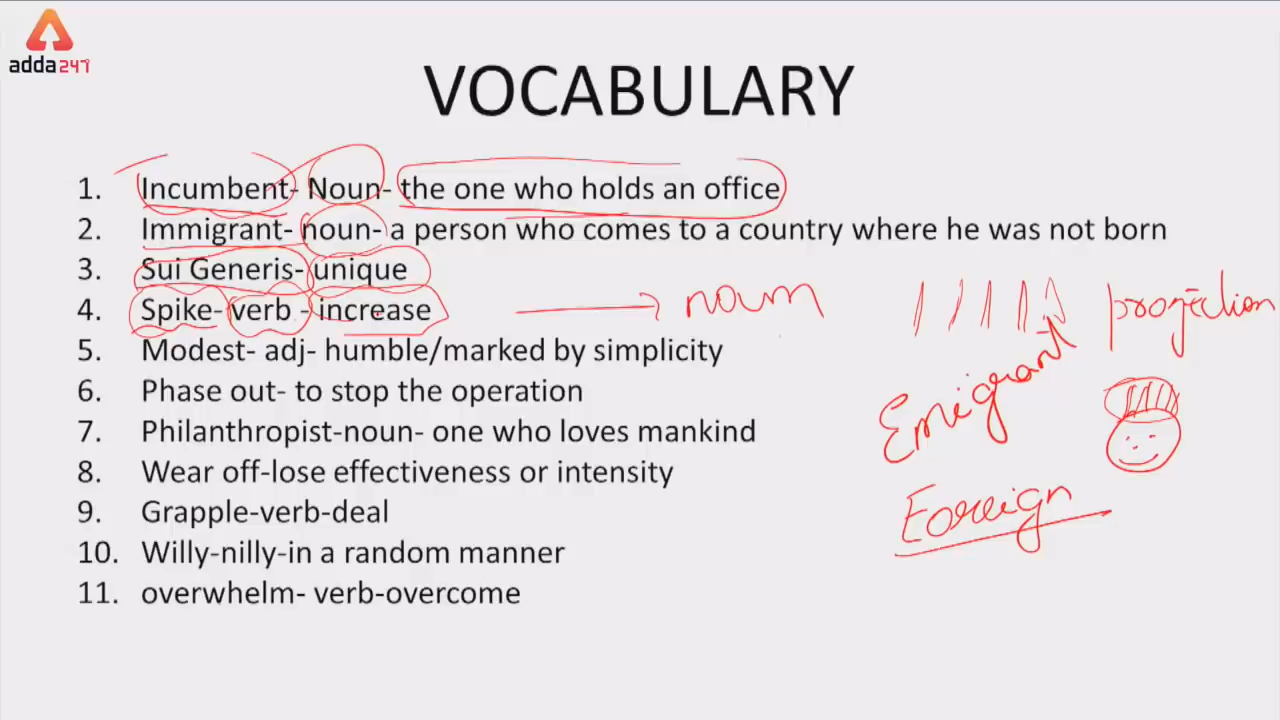 adda247
VOCABULARY
1. Incumbent- Noun- the one who holds an office
2. Immigrant- noun- a person who comes to a country where he was not born
3. Sui Generis- unique
4. Spike- verb - increase
noun
projection
5. Modest- adj- humble/marked by simplicity
Emigrant
6. Phase out- to stop the operation
7. Philanthropist-noun- one who loves mankind
8. Wear off-lose effectiveness or intensity
9. Grapple-verb-deal
Foreign
10. Willy-nilly-in a random manner
11. overwhelm- verb-overcome